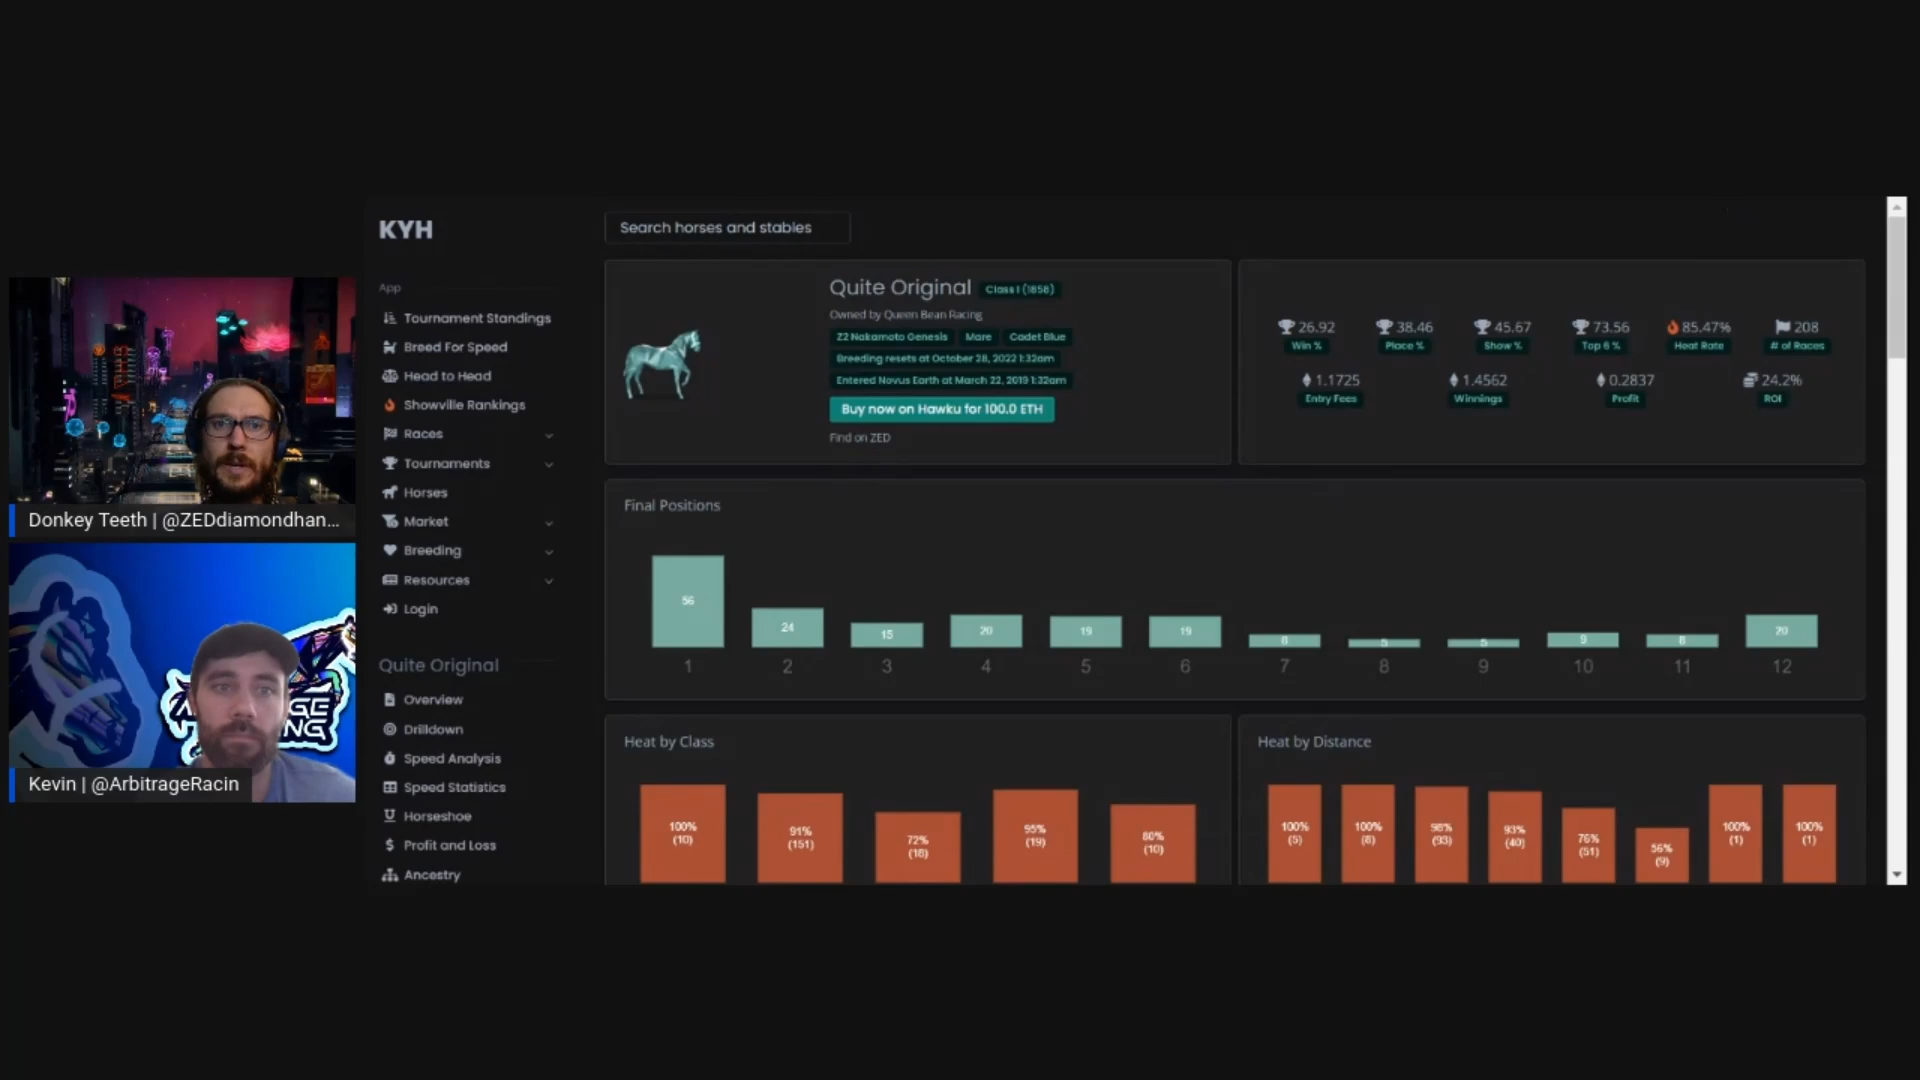 KYH
Search horses and stables
App
Tournament Standings
Breed For Speed
Head to Head
Showville Rankings
Races
Tournaments
Horses
Market
Breeding
Resources
Login
Quite Original
Overview
Drilldown
Speed Analysis
Speed Statistics
Horseshoe
Profit and Loss
Ancestry
Quite Original Class I (1858)
Owned by Queen Bean Racing
Z2 Nakamoto Genesis Mare Cadet Blue
Breeding resets at October 28, 2022 1:32am
Entered Novus Earth at March 22, 2019 1:32am
Buy now on Hawku for 100.0 ETH
Find on ZED
26.92 38.46 45.67 73.56 85.47% 208
Win % Place % Show % Top 6 % Heat Rate # of Races
1.1725 1.4562 0.2837 24.2%
Entry Fees Winnings Profit ROI
Final Positions
56 24 15 20 19 19 9 20
1 2 3 4 5 6 7 8 9 10 11 12
Heat by Class
100% 91% 72% 95% 80%
(10) (151) (18) (19) (10)
Heat by Distance
100% 100% 98% 93% 76% 56% 100% 100%
(5) (8) (93) (40) (51) (9) (1) (1)
Donkey Teeth | @ZEDdiamondhan...
Kevin | @ArbitrageRacin